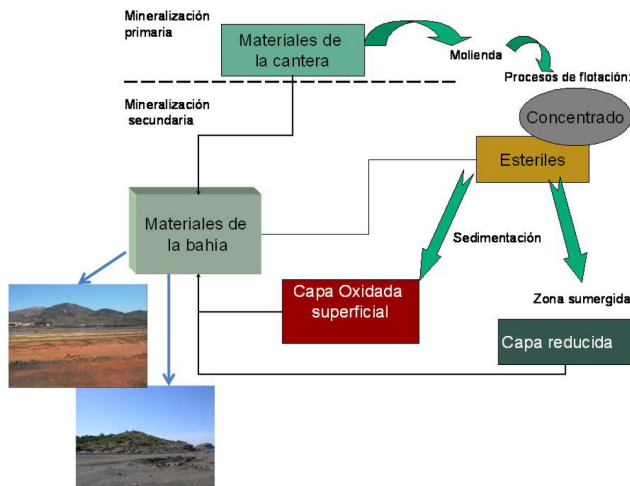 Mineralización
primaria
Materiales de
la cantera
Molienda
Procesos de flotación:
Concentrado
Mineralización
secundaria
Esteriles
Materiales de
la bahia
Sedimentación
Capa Oxidada
superficial
Zona sumergida
Capa reducida